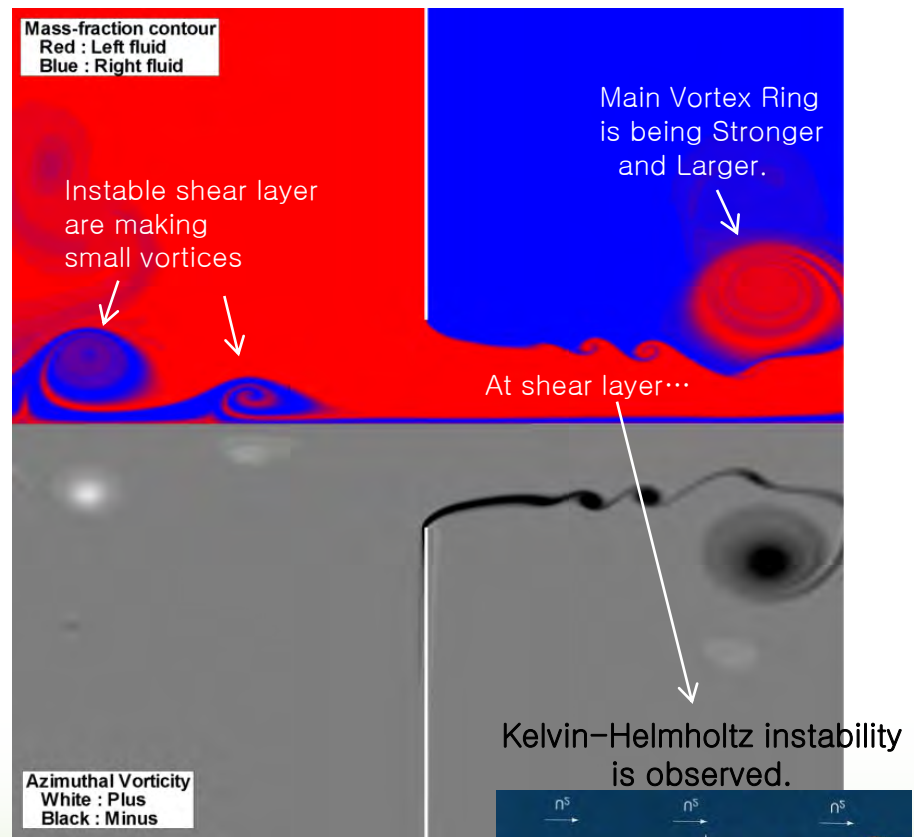 Mass-fraction contour
Red : Left fluid
Blue : Right fluid
Main Vortex Ring
is being Stronger
and Larger.
Instable shear layer
are making
small vortices
At shear layer⋯
Kelvin-Helmholtz instability
is observed.
Azimuthal Vorticity
White : Plus
Black : Minus